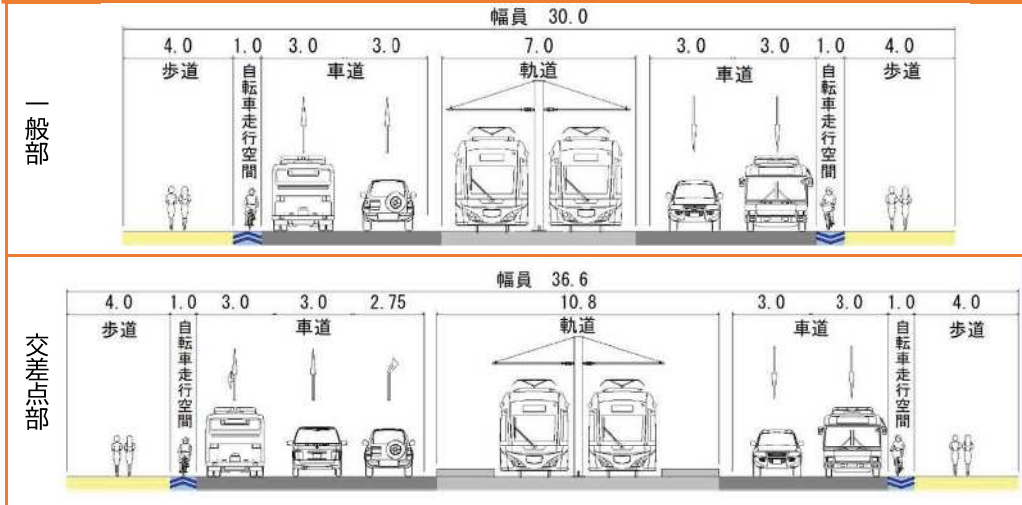 一般部
幅員 30.0
4.0 1.0 3.0 3.0 7.0 3.0 3.0 1.0 4.0
歩道 自転車走行空間 車道 軌道 車道 自転車走行空間 歩道
交差点部
幅員 36.6
4.0 1.0 3.0 3.0 2.75 10.8 3.0 3.0 1.0 4.0
歩道 自転車走行空間 車道 軌道 車道 自転車走行空間 歩道